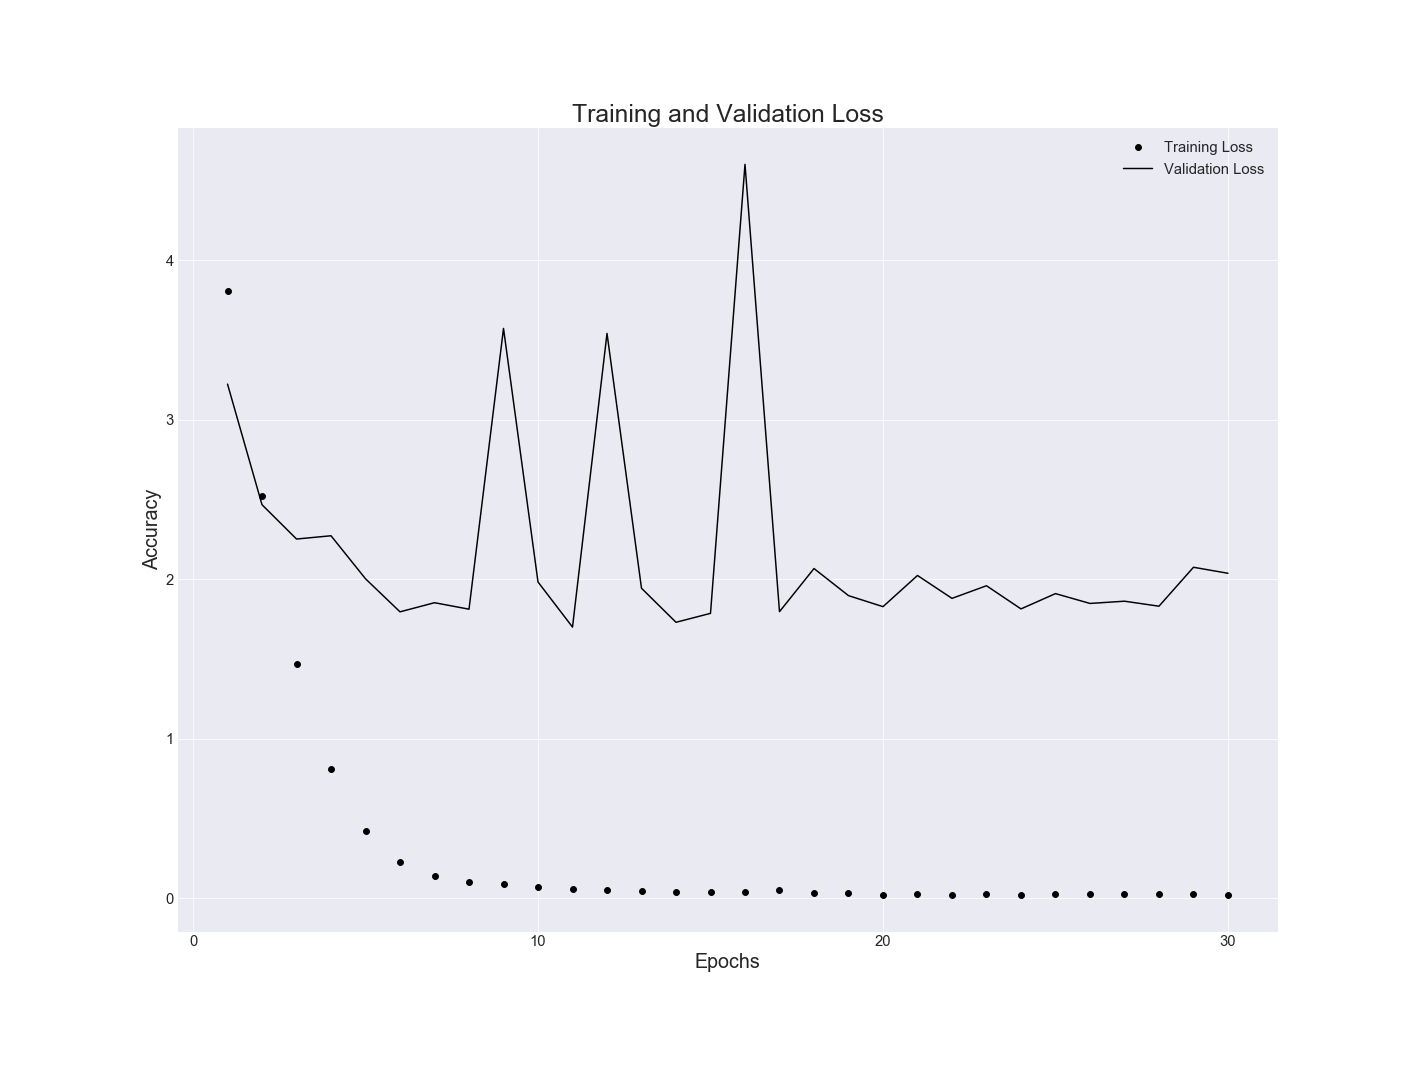 Training and Validation Loss
Training Loss
Validation Loss
4
3
2
1
0
Accuracy
0 10 20 30
Epochs